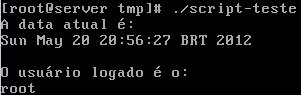 [root@server tmp]# ./script-teste
A data atual é:
Sun May 20 20:56:27 BRT 2012
O usuário logado é o:
root